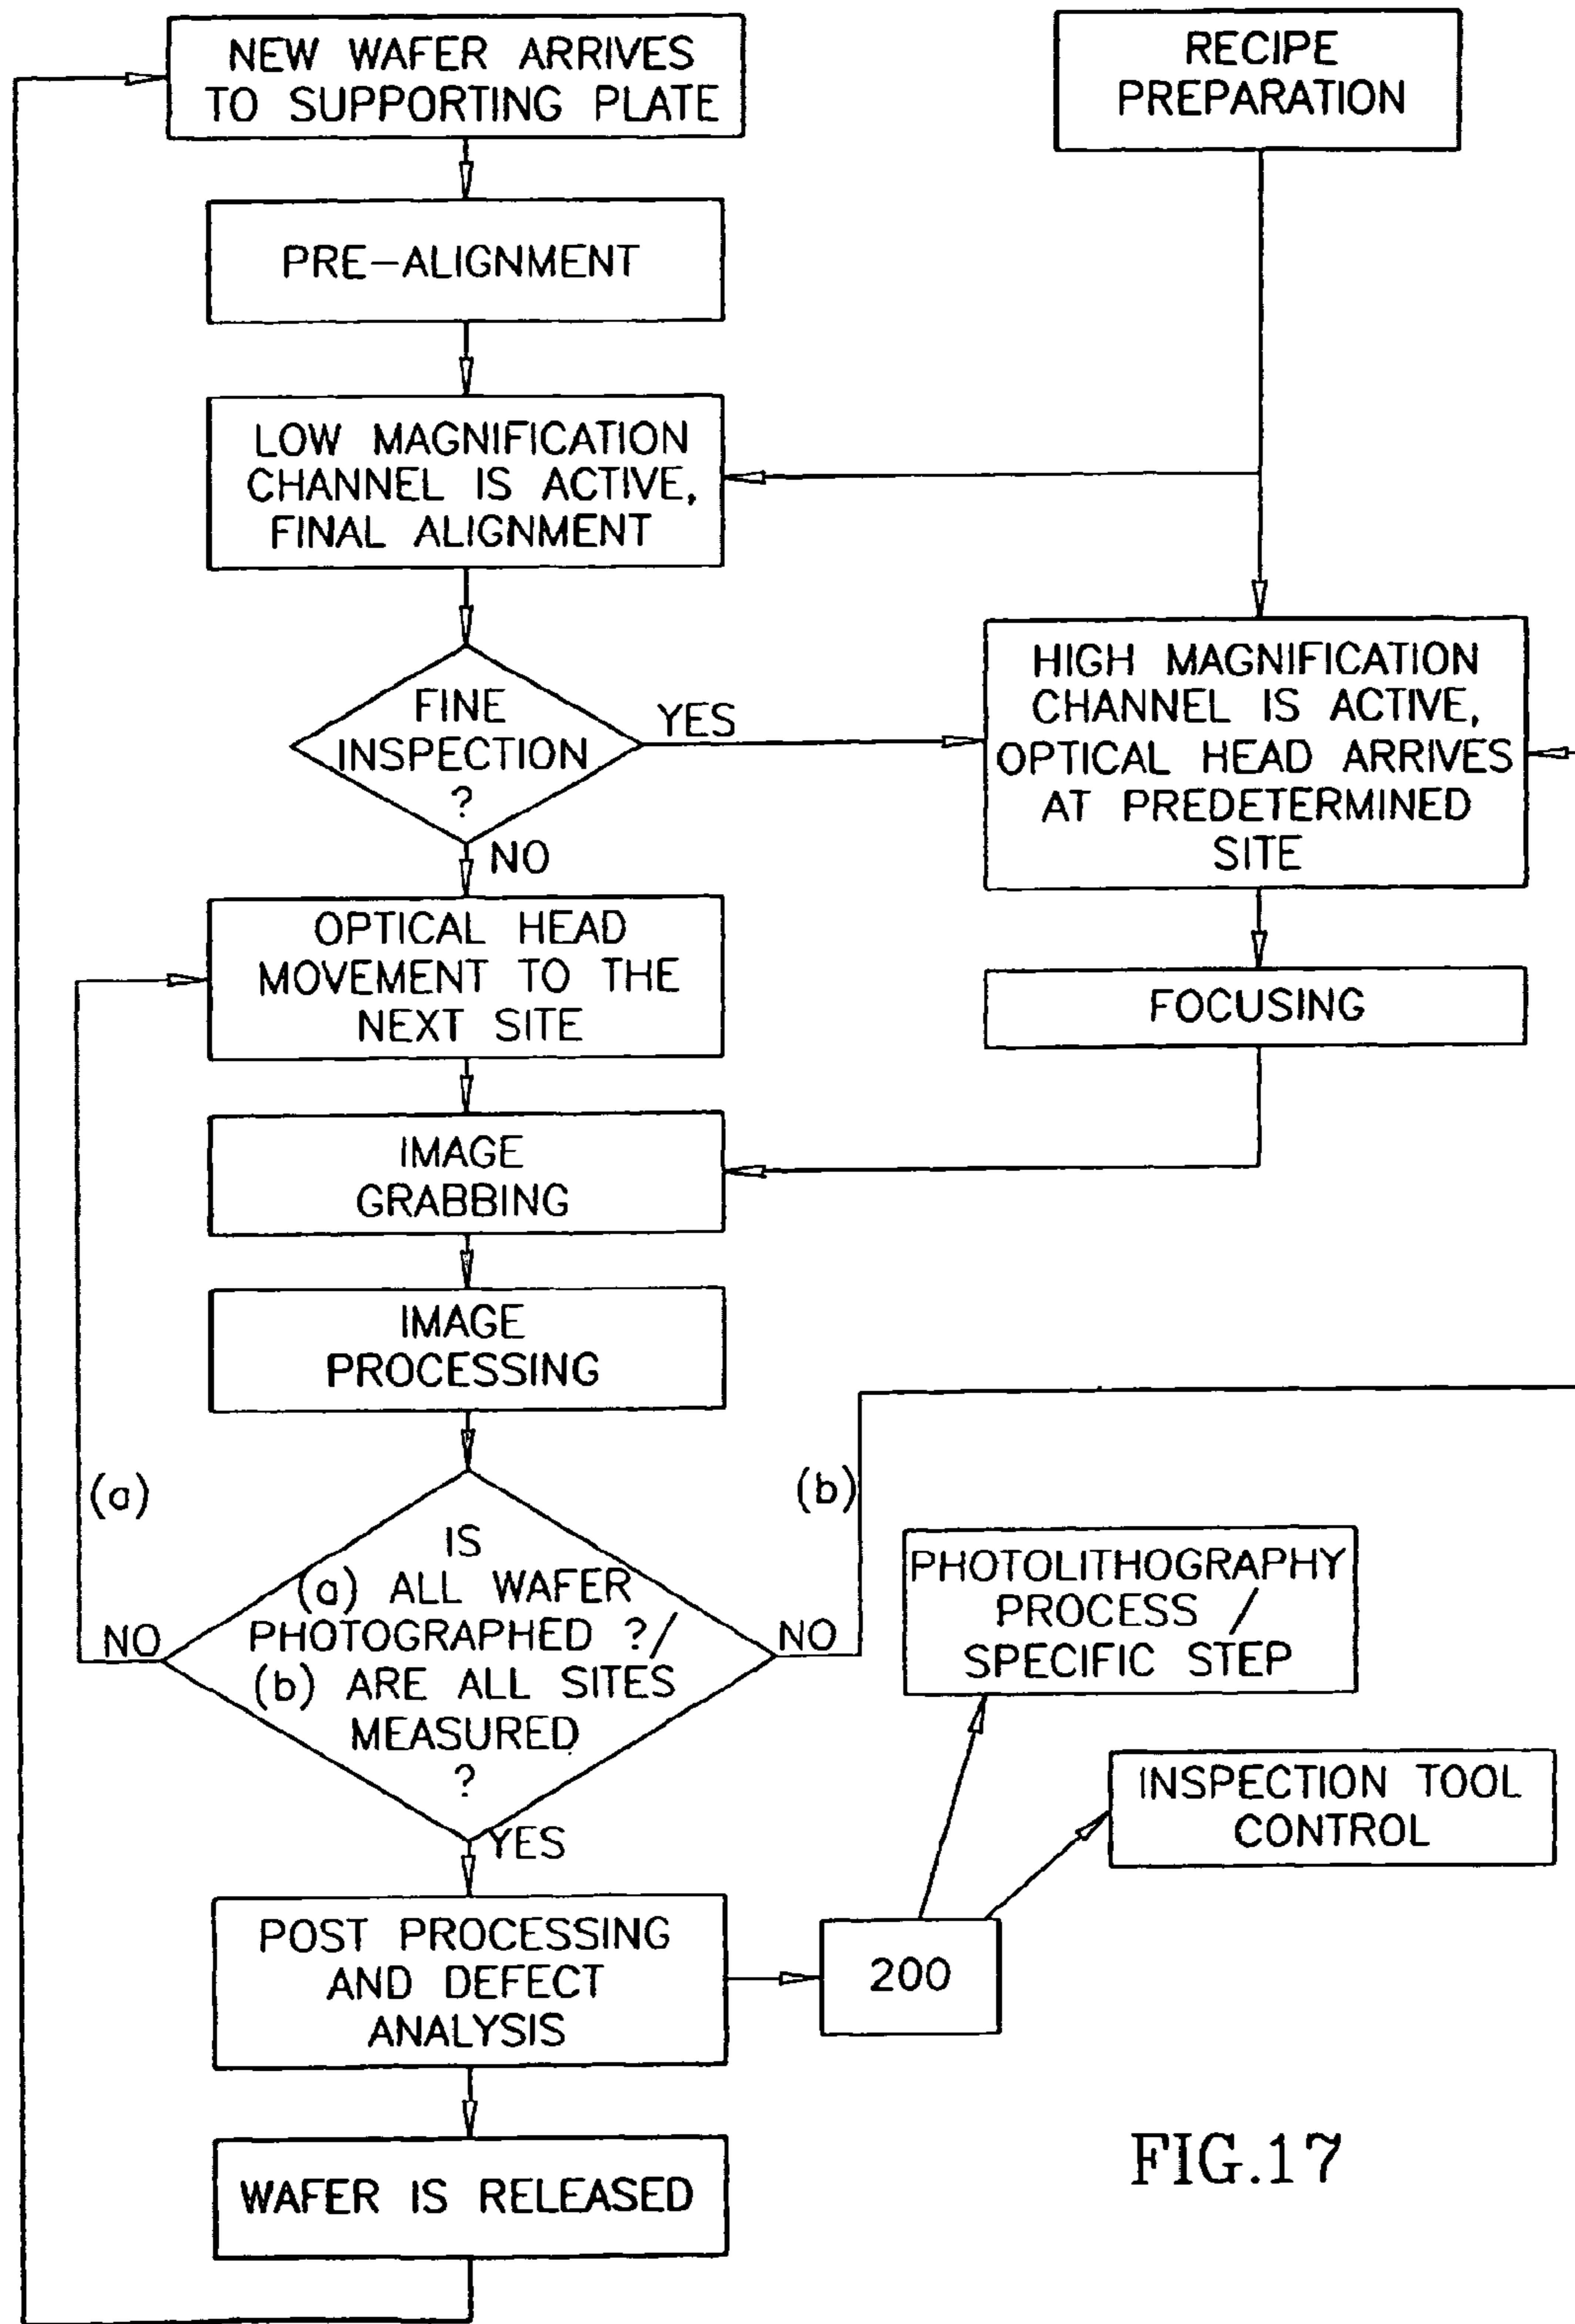 NEW WAFER ARRIVES
TO SUPPORTING PLATE
RECIPE
PREPARATION
PRE-ALIGNMENT
LOW MAGNIFICATION
CHANNEL IS ACTIVE,
FINAL ALIGNMENT
FINE
INSPECTION
?
YES
NO
HIGH MAGNIFICATION
CHANNEL IS ACTIVE,
OPTICAL HEAD ARRIVES
AT PREDETERMINED
SITE
OPTICAL HEAD
MOVEMENT TO THE
NEXT SITE
FOCUSING
IMAGE
GRABBING
IMAGE
PROCESSING
(a)
(b)
IS
(a) ALL WAFER
PHOTOGRAPHED ?/
(b) ARE ALL SITES
MEASURED
?
NO
NO
YES
PHOTOLITHOGRAPHY
PROCESS /
SPECIFIC STEP
INSPECTION TOOL
CONTROL
POST PROCESSING
AND DEFECT
ANALYSIS
200
WAFER IS RELEASED
FIG.17